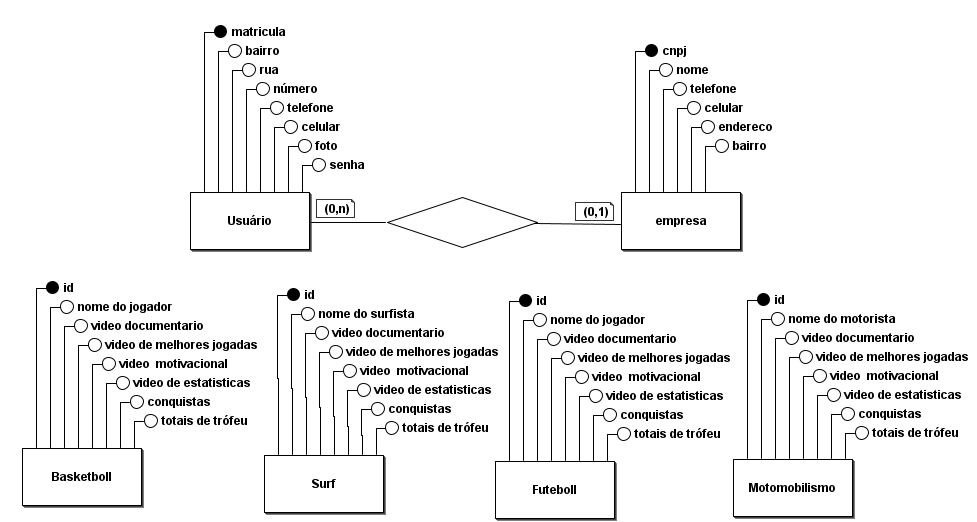 matricula
bairro
rua
número
telefone
celular
foto
senha
(0,n)
Usuário
cnpj
nome
telefone
celular
endereco
bairro
(0,1)
empresa
id
nome do jogador
video documentario
video de melhores jogadas
video motivacional
video de estatisticas
conquistas
totais de trófeu
Basketboll
id
nome do surfista
video documentario
video de melhores jogadas
video motivacional
video de estatisticas
conquistas
totais de trófeu
Surf
id
nome do jogador
video documentario
video de melhores jogadas
video motivacional
video de estatisticas
conquistas
totais de trófeu
Futeboll
id
nome do motorista
video documentario
video de melhores jogadas
video motivacional
video de estatisticas
conquistas
totais de trófeu
Motomobilismo